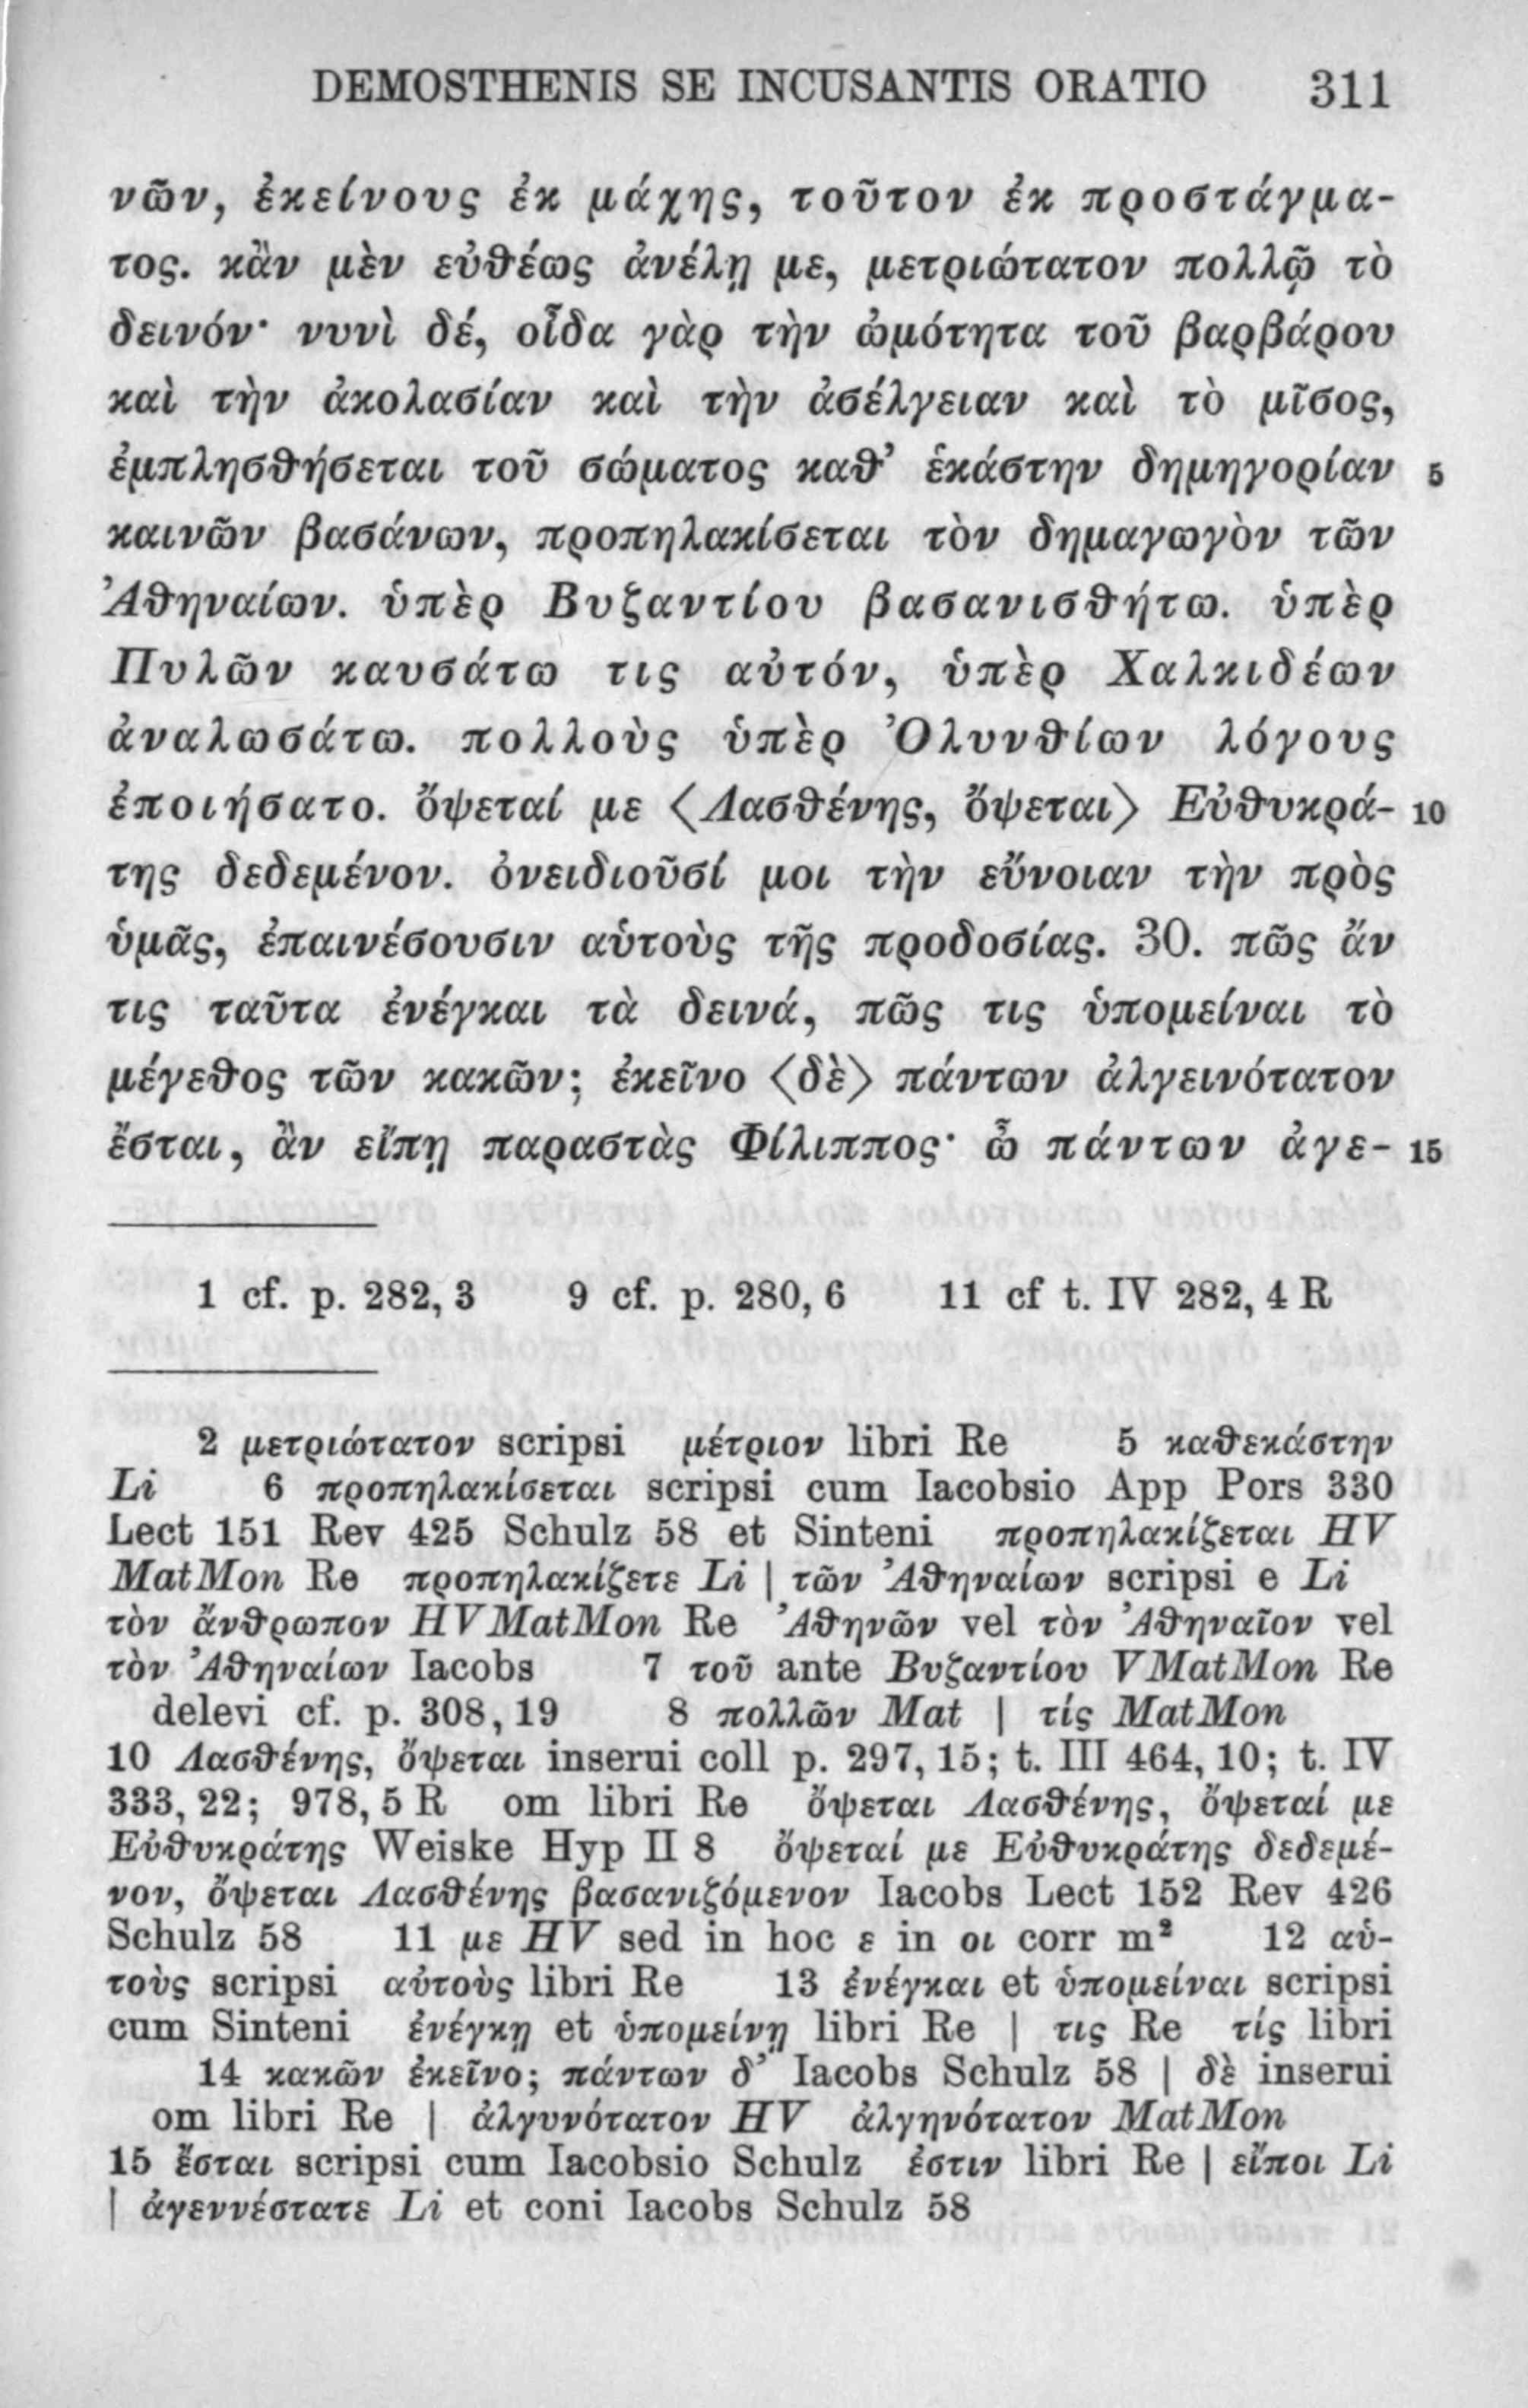 DEMOSTHENIS SE INCUSANTIS ORATIO 311
νῶν, ἐκείνους ἐκ μάχης, τοῦτον ἐκ προστάγμα-
τος. κἂν μὲν εὐθέως ἀνέλῃ με, μετριώτατον πολλῷ τὸ
δεινόν· νυνὶ δέ, οἶδα γὰρ τὴν ὠμότητα τοῦ βαρβάρου
καὶ τὴν ἀκολασίαν καὶ τὴν ἀσέλγειαν καὶ τὸ μῖσος,
ἐμπλησθήσεται τοῦ σώματος καθ’ ἑκάστην δημηγορίαν 5
καινῶν βασάνων, προπηλακίσεται τὸν δημαγωγὸν τῶν
Ἀθηναίων. ὑπὲρ Βυζαντίου βασανισθήτω. ὑπὲρ
Πυλῶν καυσάτω τις αὐτόν, ὑπὲρ Χαλκιδέων
ἀναλωσάτω. πολλοὺς ὑπὲρ Ὀλυνθίων λόγους
ἐποιήσατο. ὄψεταί με ⟨Λασθένης, ὄψεται⟩ Εὐθυκρά- 10
της δεδεμένον. ὀνειδιοῦσί μοι τὴν εὔνοιαν τὴν πρὸς
ὑμᾶς, ἐπαινέσουσιν αὑτοὺς τῆς προδοσίας. 30. πῶς ἄν
τις ταῦτα ἐνέγκαι τὰ δεινά, πῶς τις ὑπομείναι τὸ
μέγεθος τῶν κακῶν; ἐκεῖνο ⟨δὲ⟩ πάντων ἀλγεινότατον
ἔσται, ἂν εἴπῃ παραστὰς Φίλιππος· ὦ πάντων ἀγε- 15
1 cf. p. 282, 3 9 cf. p. 280, 6 11 cf t. IV 282, 4 R
2 μετριώτατον scripsi μέτριον libri Re 5 καθεκάστην
Li 6 προπηλακίσεται scripsi cum Iacobsio App Pors 330
Lect 151 Rev 425 Schulz 58 et Sinteni προπηλακίζεται HV
MatMon Re προπηλακίζετε Li | τῶν Ἀθηναίων scripsi e Li
τὸν ἄνθρωπον HVMatMon Re Ἀθηνῶν vel τὸν Ἀθηναῖον vel
τὸν Ἀθηναίων Iacobs 7 τοῦ ante Βυζαντίου VMatMon Re
delevi cf. p. 308, 19 8 πολλῶν Mat | τίς MatMon
10 Λασθένης, ὄψεται inserui coll p. 297, 15; t. III 464, 10; t. IV
333, 22; 978, 5 R om libri Re ὄψεται Λασθένης, ὄψεταί με
Εὐθυκράτης Weiske Hyp II 8 ὄψεταί με Εὐθυκράτης δεδεμέ-
νον, ὄψεται Λασθένης βασανιζόμενον Iacobs Lect 152 Rev 426
Schulz 58 11 με HV sed in hoc ε in οι corr m² 12 αὑ-
τοὺς scripsi αὐτοὺς libri Re 13 ἐνέγκαι et ὑπομείναι scripsi
cum Sinteni ἐνέγκῃ et ὑπομείνῃ libri Re | τις Re τίς libri
14 κακῶν ἐκεῖνο; πάντων δ’ Iacobs Schulz 58 | δὲ inserui
om libri Re | ἀλγυνότατον HV ἀλγηνότατον MatMon
15 ἔσται scripsi cum Iacobsio Schulz ἐστιν libri Re | εἴποι Li
| ἀγεννέστατε Li et coni Iacobs Schulz 58